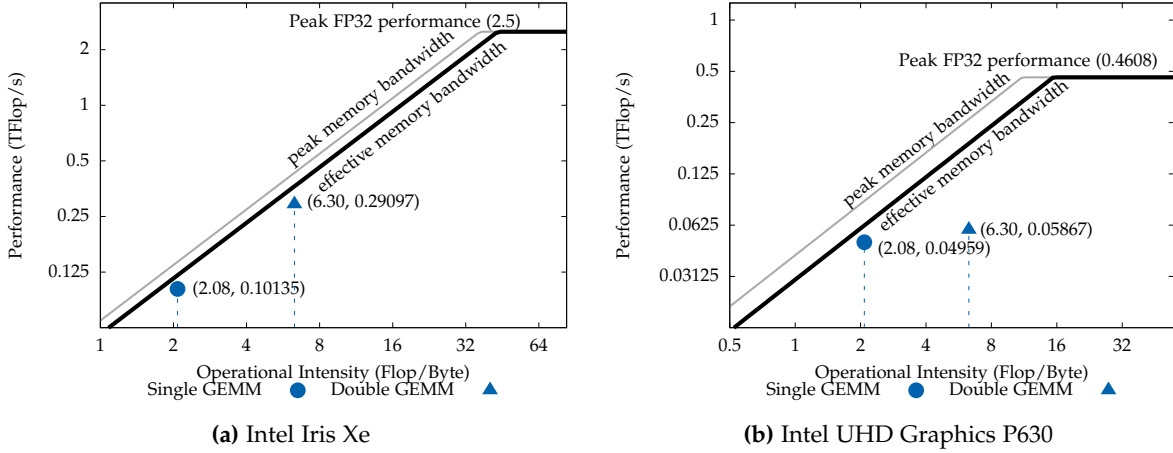 Peak FP32 performance (2.5)
peak memory bandwidth
effective memory bandwidth
(6.30, 0.29097)
(2.08, 0.10135)
2
1
0.5
0.25
0.125
Performance (TFlop/s)
1 2 4 8 16 32 64
Operational Intensity (Flop/Byte)
Single GEMM Double GEMM
(a) Intel Iris Xe
Peak FP32 performance (0.4608)
peak memory bandwidth
effective memory bandwidth
(6.30, 0.05867)
(2.08, 0.04959)
1
0.5
0.25
0.125
0.0625
0.03125
Performance (TFlop/s)
0.5 1 2 4 8 16 32
Operational Intensity (Flop/Byte)
Single GEMM Double GEMM
(b) Intel UHD Graphics P630